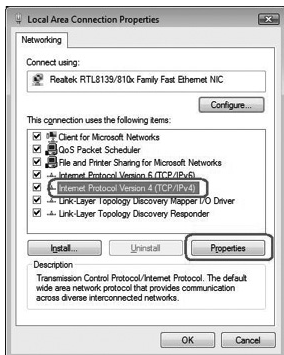 Local Area Connection Properties
Networking
Connect using:
Realtek RTL8139/810x Family Fast Ethernet NIC
Configure...
This connection uses the following items:
Client for Microsoft Networks
QoS Packet Scheduler
File and Printer Sharing for Microsoft Networks
Internet Protocol Version 6 (TCP/IPv6)
Internet Protocol Version 4 (TCP/IPv4)
Link-Layer Topology Discovery Mapper I/O Driver
Link-Layer Topology Discovery Responder
Install... Uninstall Properties
Description
Transmission Control Protocol/Internet Protocol. The default
wide area network protocol that provides communication
across diverse interconnected networks.
OK Cancel